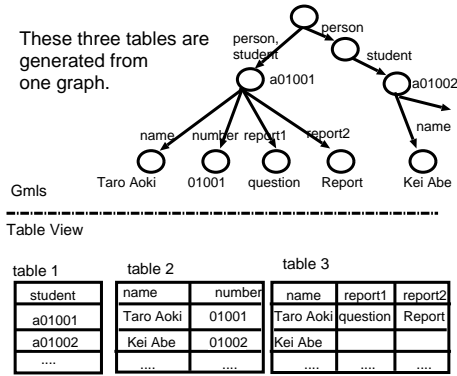 These three tables are
generated from
one graph.
person,
student
person
student
a01001
a01002
name
number
report1
report2
name
Taro Aoki
01001
question
Report
Kei Abe
Gmls
Table View
table 1
student
a01001
a01002
....
table 2
name number
Taro Aoki 01001
Kei Abe 01002
.... ....
table 3
name report1 report2
Taro Aoki question Report
Kei Abe
.... .... ....